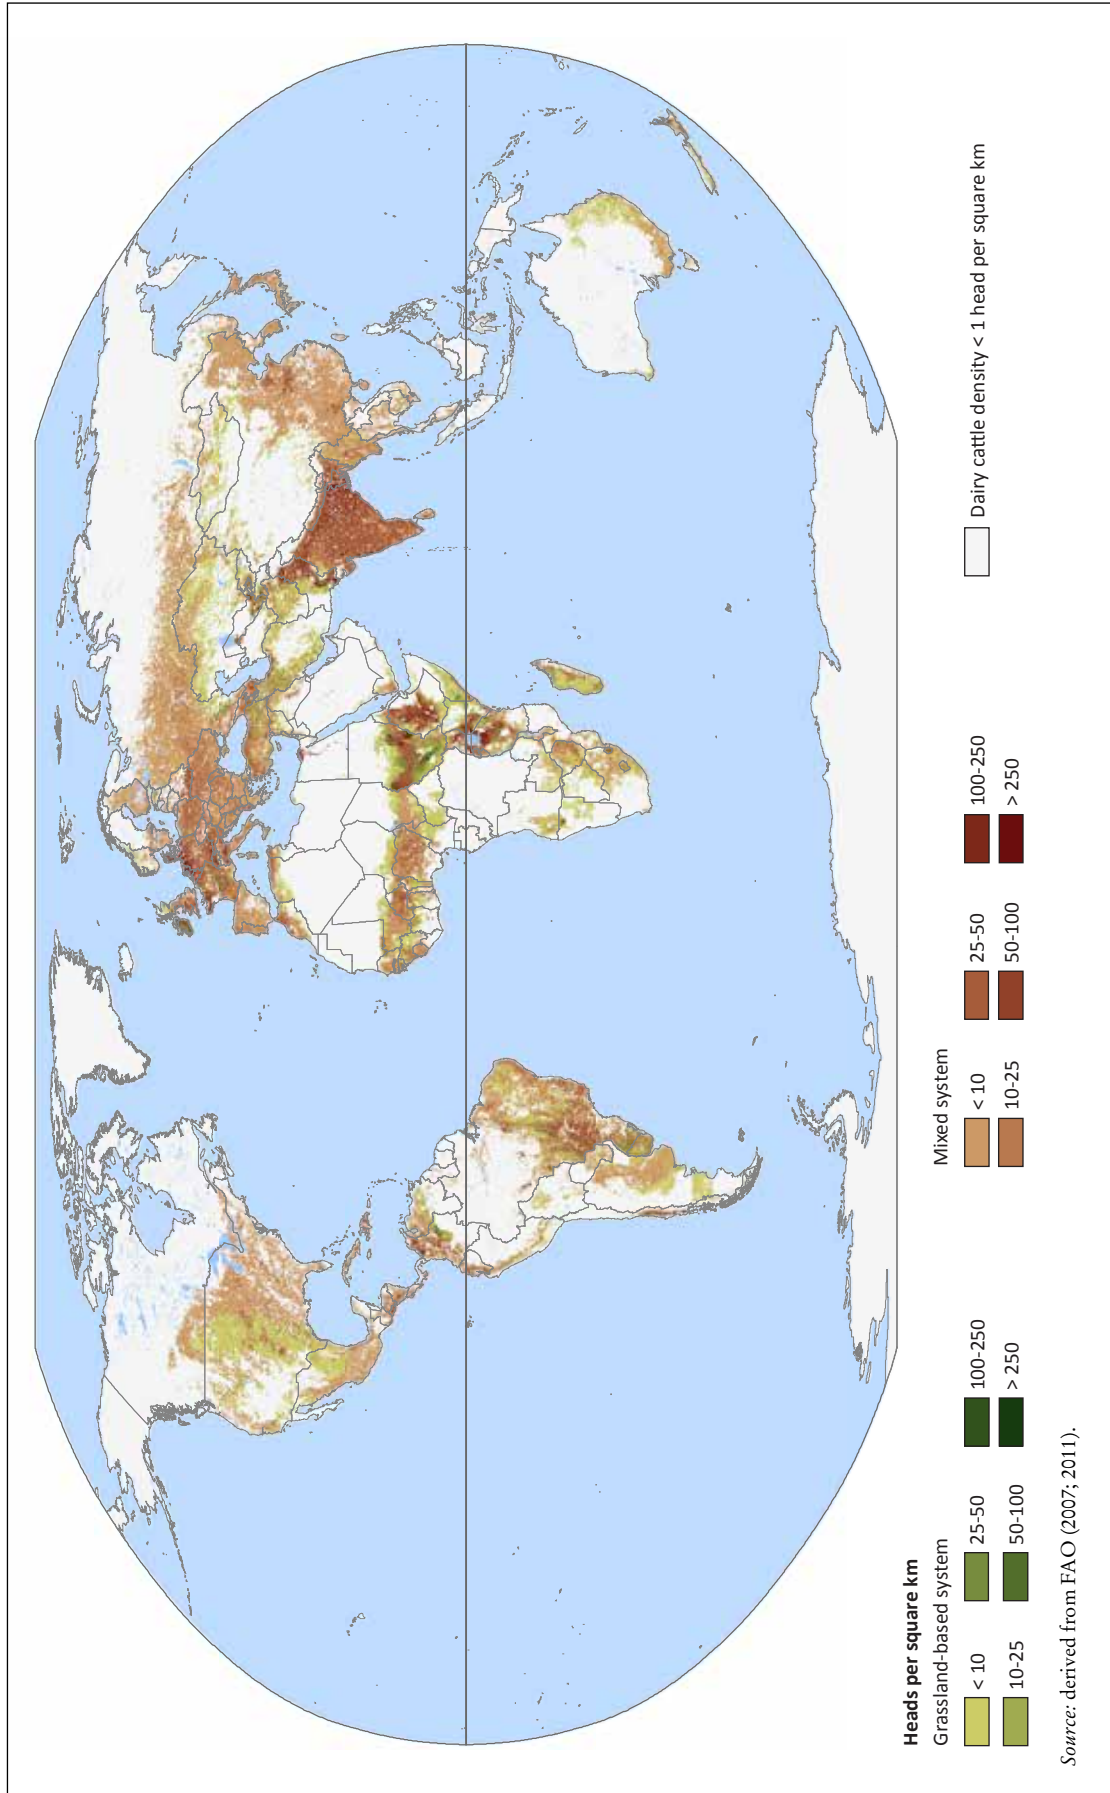 Heads per square km
Grassland-based system
< 10
25-50
100-250
10-25
50-100
> 250
Mixed system
< 10
25-50
100-250
10-25
50-100
> 250
Dairy cattle density < 1 head per square km
Source: derived from FAO (2007; 2011).